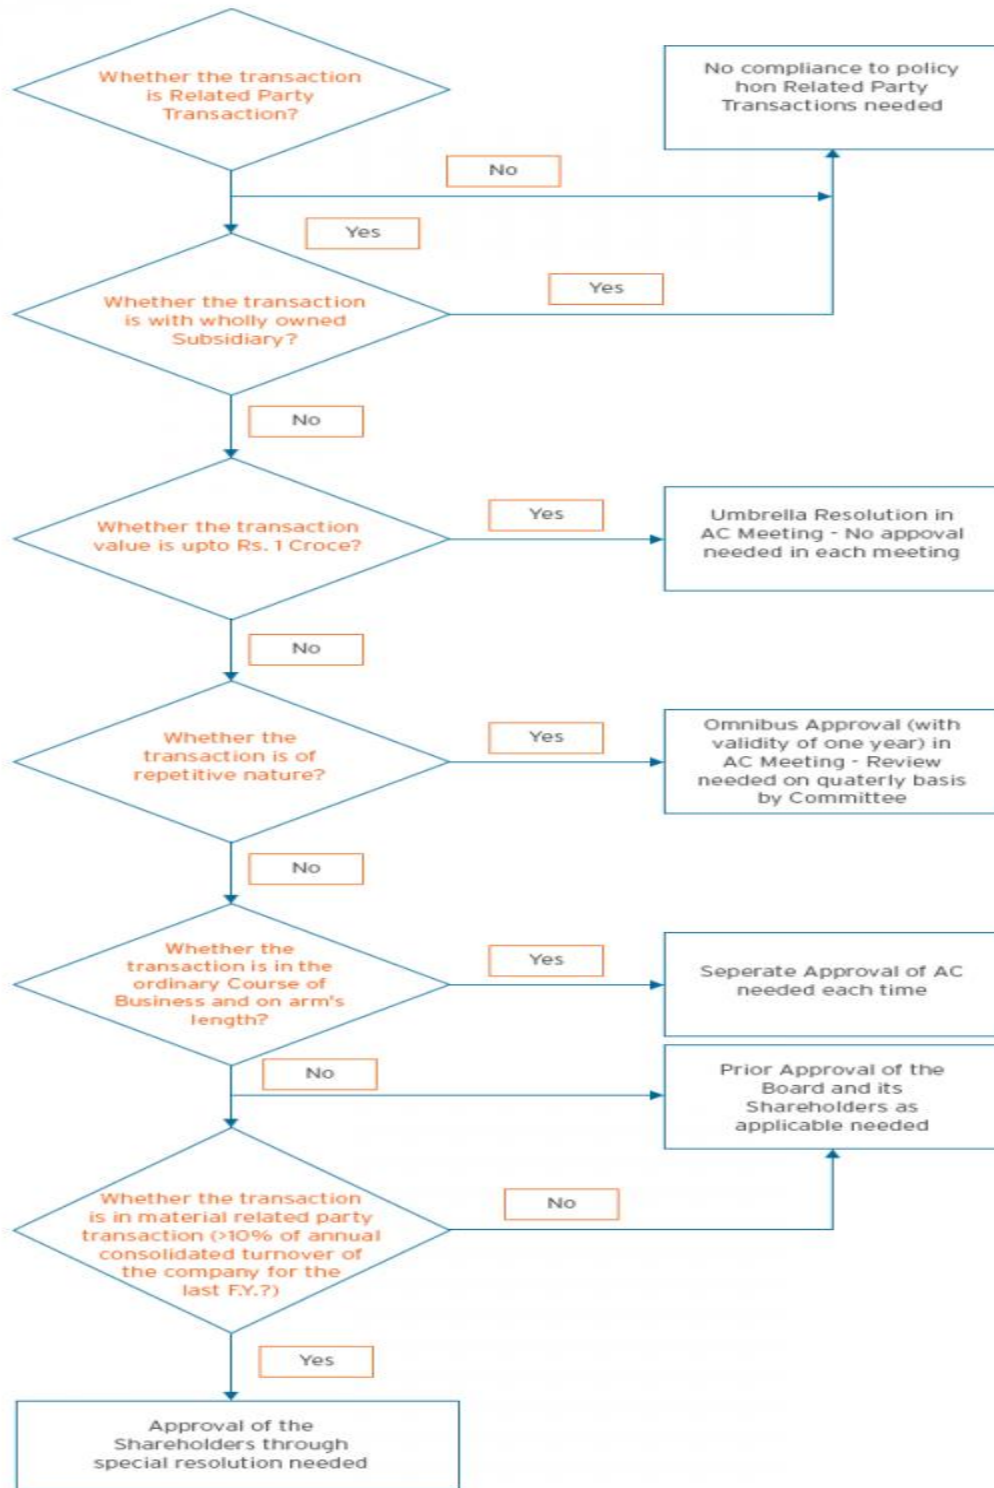 Whether the transaction
is Related Party
Transaction?
No compliance to policy
hon Related Party
Transactions needed
No
Yes
Whether the transaction
is with wholly owned
Subsidiary?
Yes
No
Whether the transaction
value is upto Rs. 1 Croce?
Yes
Umbrella Resolution in
AC Meeting - No appoval
needed in each meeting
No
Whether the
transaction is of
repetitive nature?
Yes
Omnibus Approval (with
validity of one year) in
AC Meeting - Review
needed on quaterly basis
by Committee
No
Whether the
transaction is in the
ordinary Course of
Business and on arm's
length?
Yes
Seperate Approval of AC
needed each time
No
Prior Approval of the
Board and its
Shareholders as
applicable needed
Whether the transaction
is in material related party
transaction (>10% of annual
consolidated turnover of
the company for the
last F.Y.?)
No
Yes
Approval of the
Shareholders through
special resolution needed